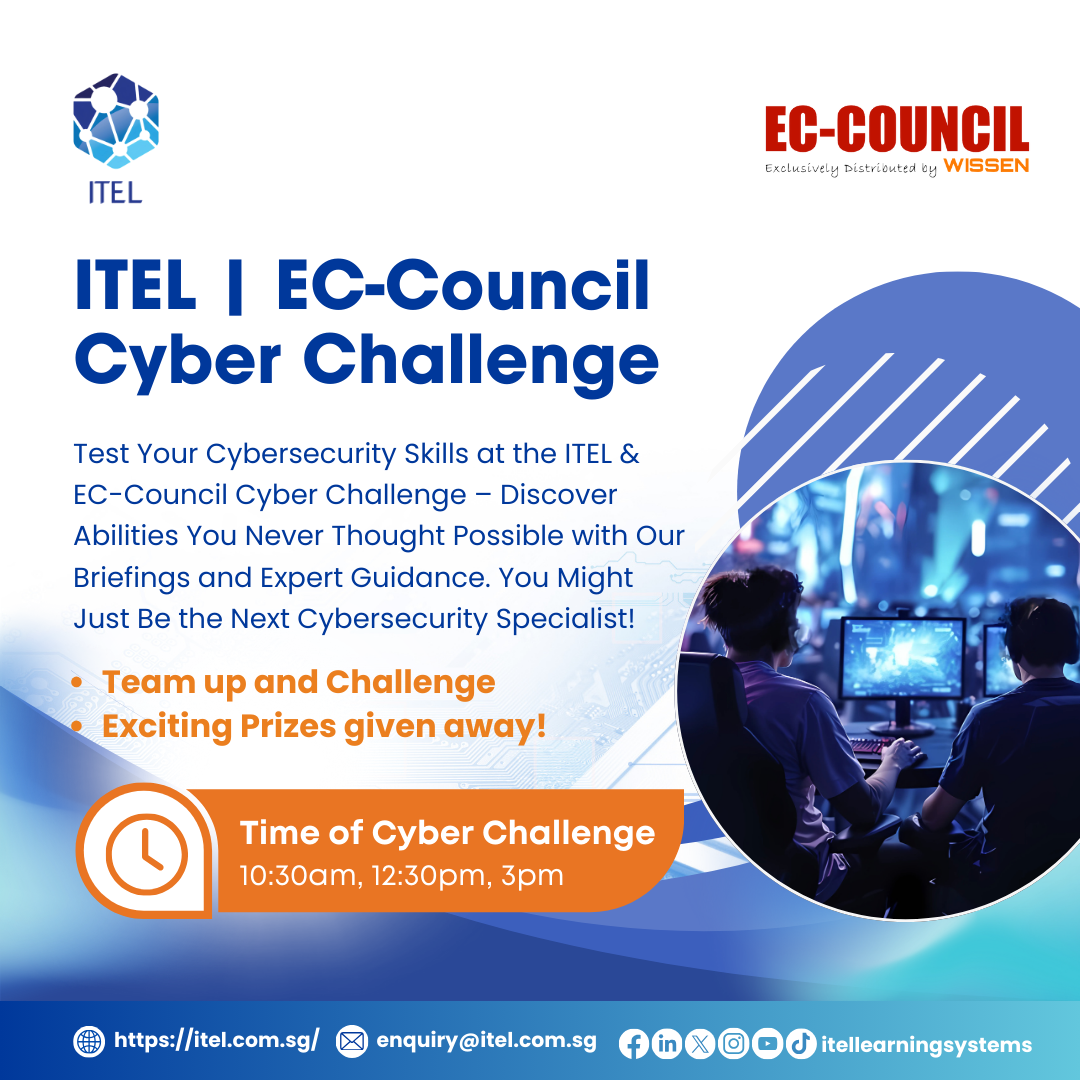 ITEL
EC-COUNCIL
Exclusively Distributed by WISSEN
ITEL | EC-Council
Cyber Challenge
Test Your Cybersecurity Skills at the ITEL &
EC-Council Cyber Challenge – Discover
Abilities You Never Thought Possible with Our
Briefings and Expert Guidance. You Might
Just Be the Next Cybersecurity Specialist!
• Team up and Challenge
• Exciting Prizes given away!
Time of Cyber Challenge
10:30am, 12:30pm, 3pm
https://itel.com.sg/ enquiry@itel.com.sg itellearningsystems